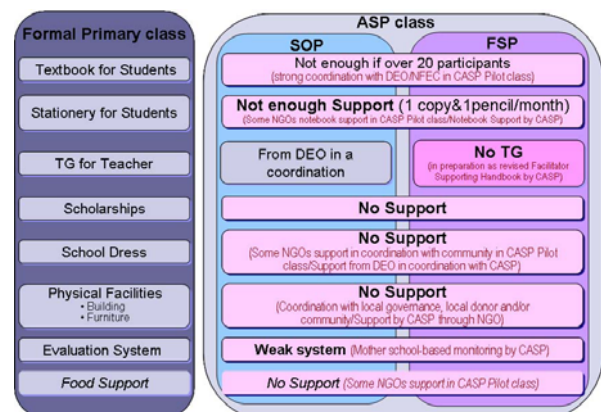 Formal Primary class
Textbook for Students
Stationery for Students
TG for Teacher
Scholarships
School Dress
Physical Facilities
• Building
• Furniture
Evaluation System
Food Support
ASP class
SOP
FSP
Not enough if over 20 participants
(strong coordination with DEO/NFEC in CASP Pilot class)
Not enough Support (1 copy&1pencil/month)
(Some NGOs notebook support in CASP Pilot class/Notebook Support by CASP)
From DEO in a
coordination
No TG
(in preparation as revised Facilitator
Supporting Handbook by CASP)
No Support
No Support
(Some NGOs support in coordination with community in CASP Pilot
class/Support from DEO in coordination with CASP)
No Support
(Coordination with local governance, local donor and/or
community/Support by CASP through NGO)
Weak system (Mother school-based monitoring by CASP)
No Support (Some NGOs support in CASP Pilot class)